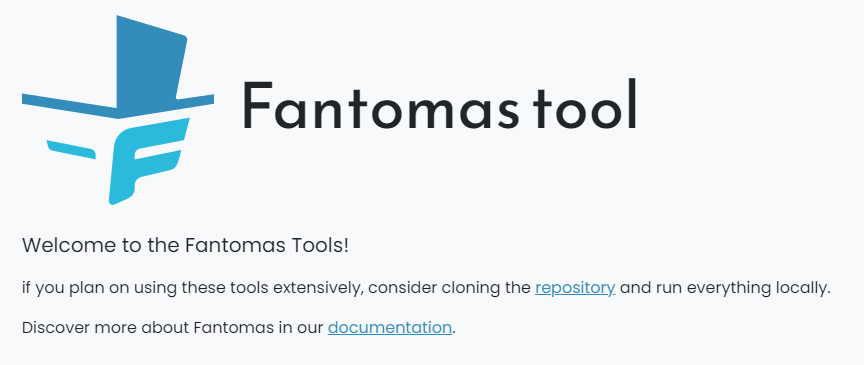 Fantomas tool
Welcome to the Fantomas Tools!
if you plan on using these tools extensively, consider cloning the repository and run everything locally.
Discover more about Fantomas in our documentation.